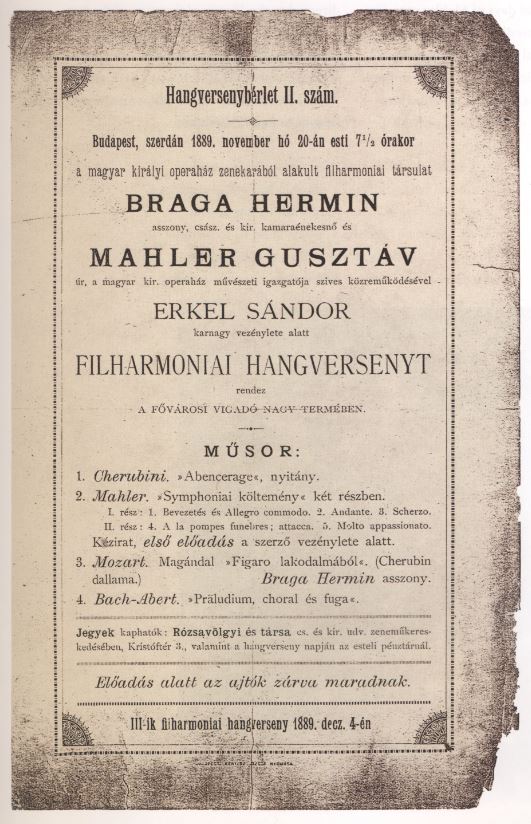 Hangversenybérlet II. szám.
Budapest, szerdán 1889. november hó 20-án esti 7 1/2 órakor
a magyar királyi operaház zenekarából alakult filharmoniai társulat
BRAGA HERMIN
asszony, csász. és kir. kamaraénekesnő és
MAHLER GUSZTÁV
úr, a magyar kir. operaház művészeti igazgatója szives közreműködésével
ERKEL SÁNDOR
karnagy vezénylete alatt
FILHARMONIAI HANGVERSENYT
rendez
A FŐVÁROSI VIGADÓ NAGY TERMÉBEN.
MŰSOR:
1. Cherubini. »Abencerage«, nyitány.
2. Mahler. »Symphoniai költemény« két részben.
I. rész: 1. Bevezetés és Allegro commodo. 2. Andante. 3. Scherzo.
II. rész: 4. A la pompes funebres; attacca. 5. Molto appassionato.
Kézirat, első előadás a szerző vezénylete alatt.
3. Mozart. Magándal »Figaro lakodalmából«. (Cherubin
dallama.) Braga Hermin asszony.
4. Bach-Abert. »Präludium, choral és fuga«.
Jegyek kaphatók: Rózsavölgyi és társa cs. és kir. udv. zeneműkeres-
kedésében, Kristóftér 3., valamint a hangverseny napján az esteli pénztárnál.
Előadás alatt az ajtók zárva maradnak.
III-ik filharmoniai hangverseny 1889. decz. 4-én